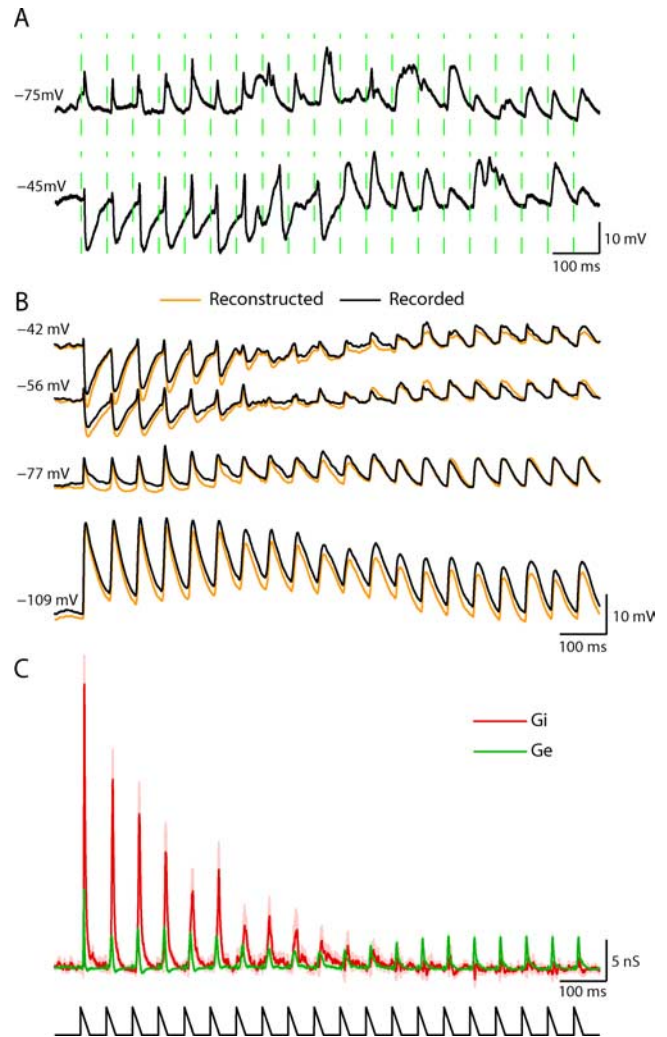 A
−75mV
−45mV
10 mV
100 ms
B
Reconstructed Recorded
−42 mV
−56 mV
−77 mV
−109 mV
10 mV
100 ms
C
Gi
Ge
5 nS
100 ms